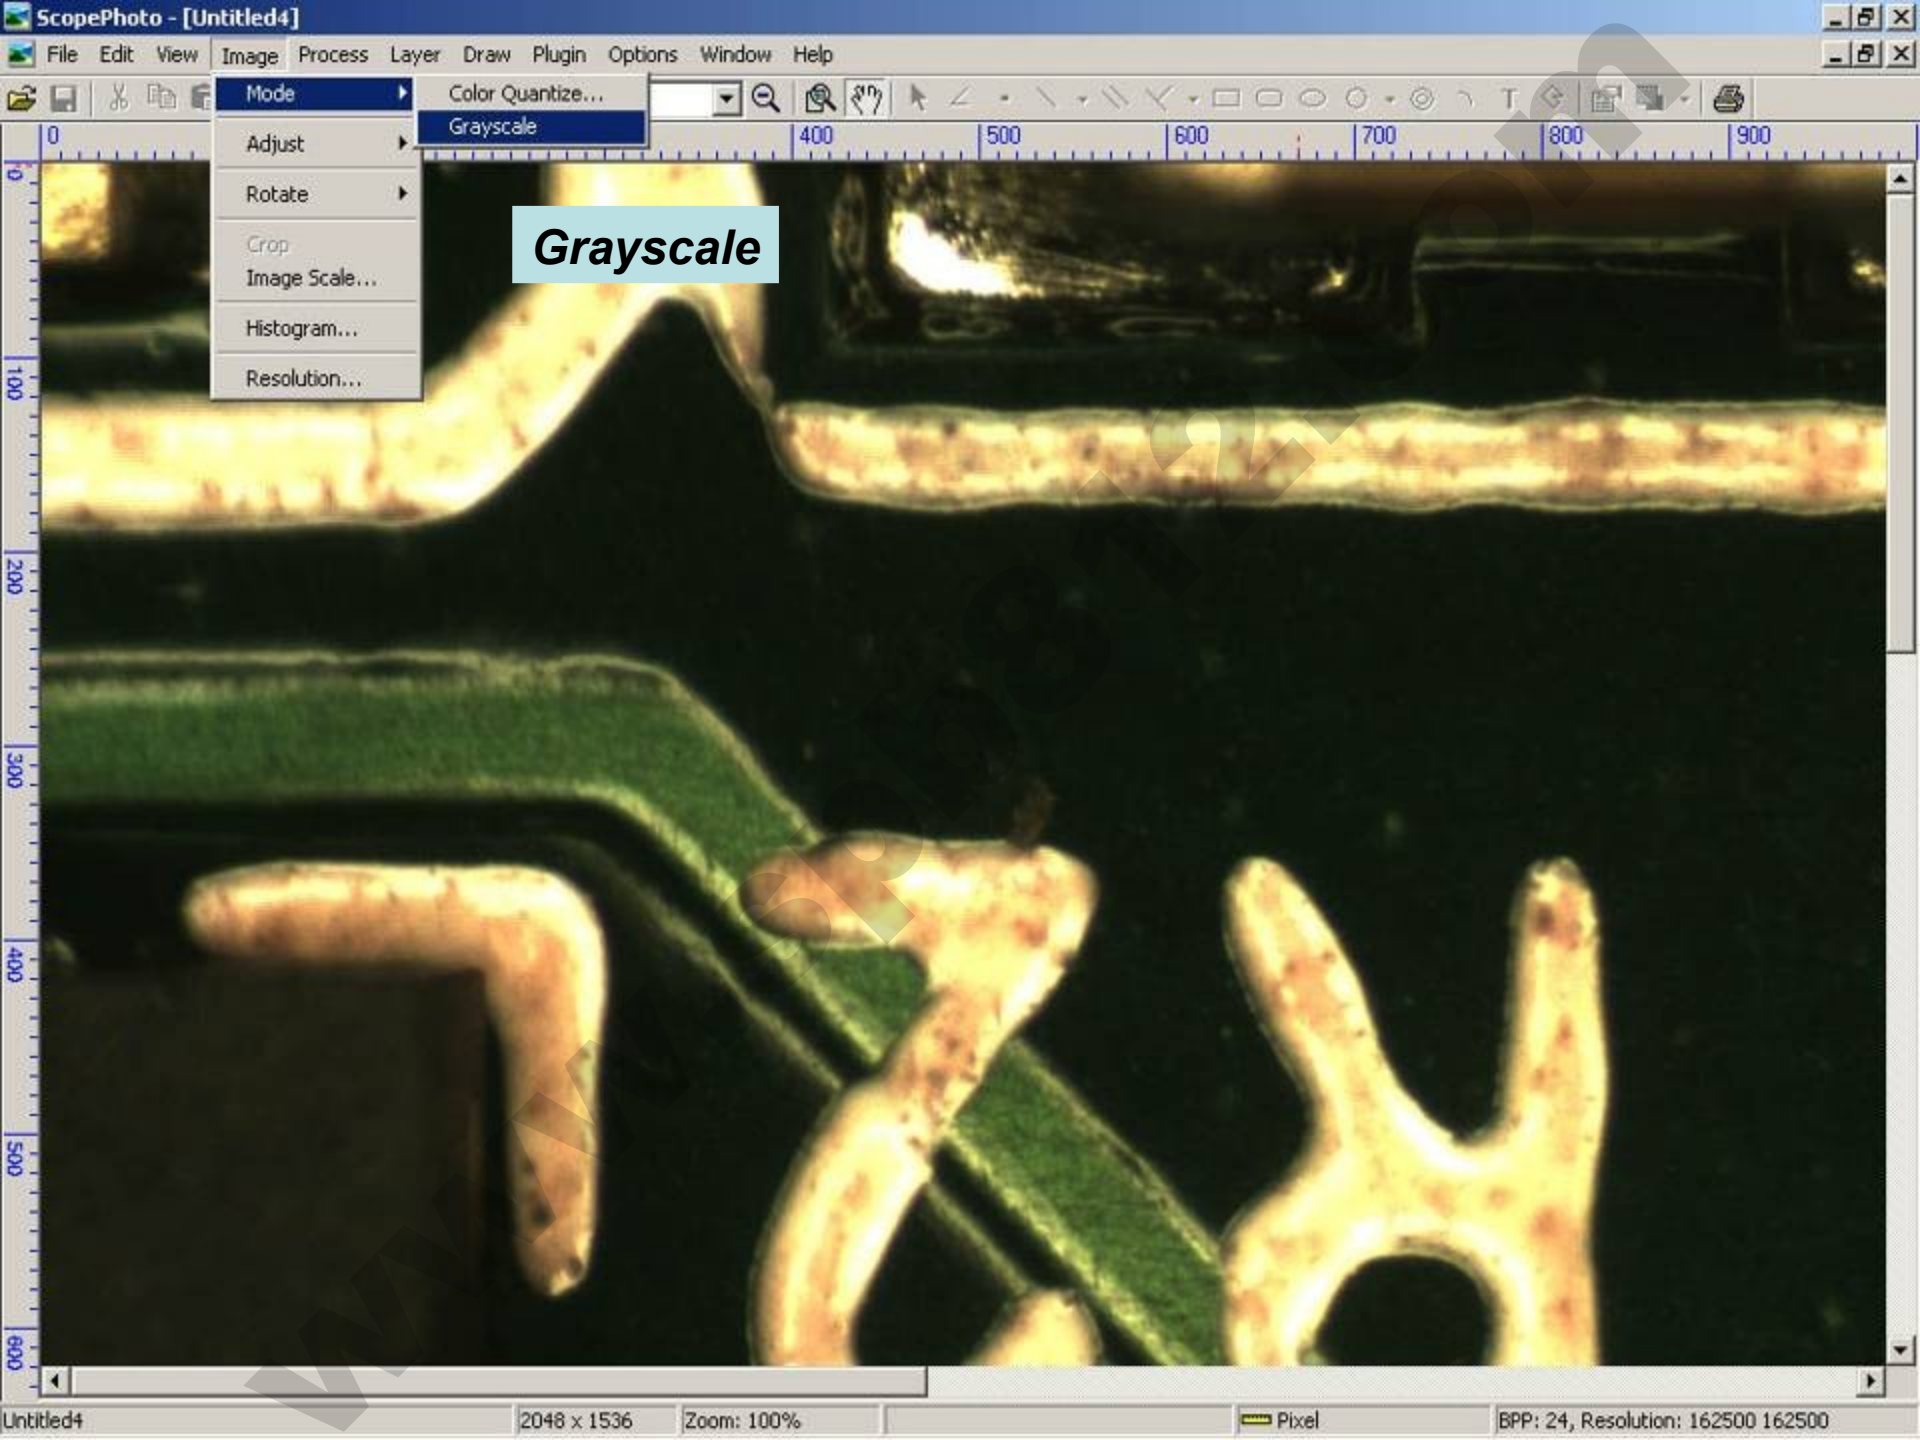 ScopePhoto - [Untitled4]
File Edit View Image Process Layer Draw Plugin Options Window Help
Mode
Color Quantize...
Grayscale
Adjust
Rotate
Crop
Image Scale...
Histogram...
Resolution...
Grayscale
0 400 500 600 700 800 900
0
100
200
300
400
500
600
Untitled4 2048 x 1536 Zoom: 100% Pixel BPP: 24, Resolution: 162500 162500